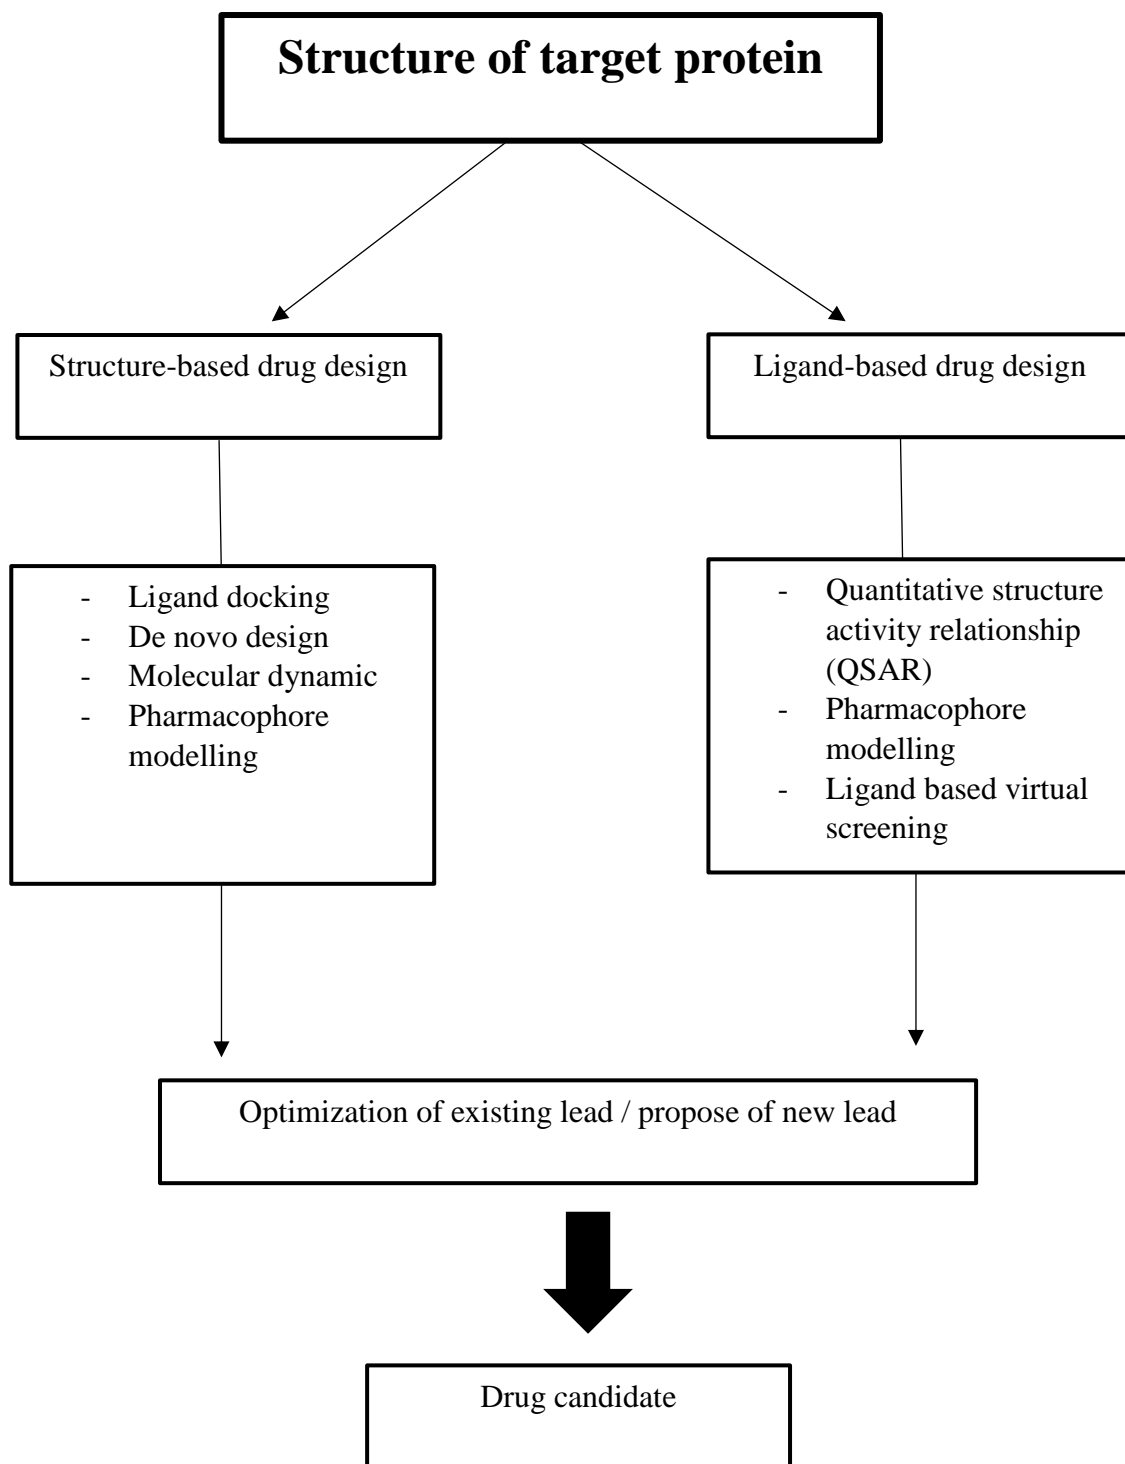 Structure of target protein
Structure-based drug design
Ligand-based drug design
- Ligand docking
- De novo design
- Molecular dynamic
- Pharmacophore
modelling
- Quantitative structure
activity relationship
(QSAR)
- Pharmacophore
modelling
- Ligand based virtual
screening
Optimization of existing lead / propose of new lead
Drug candidate